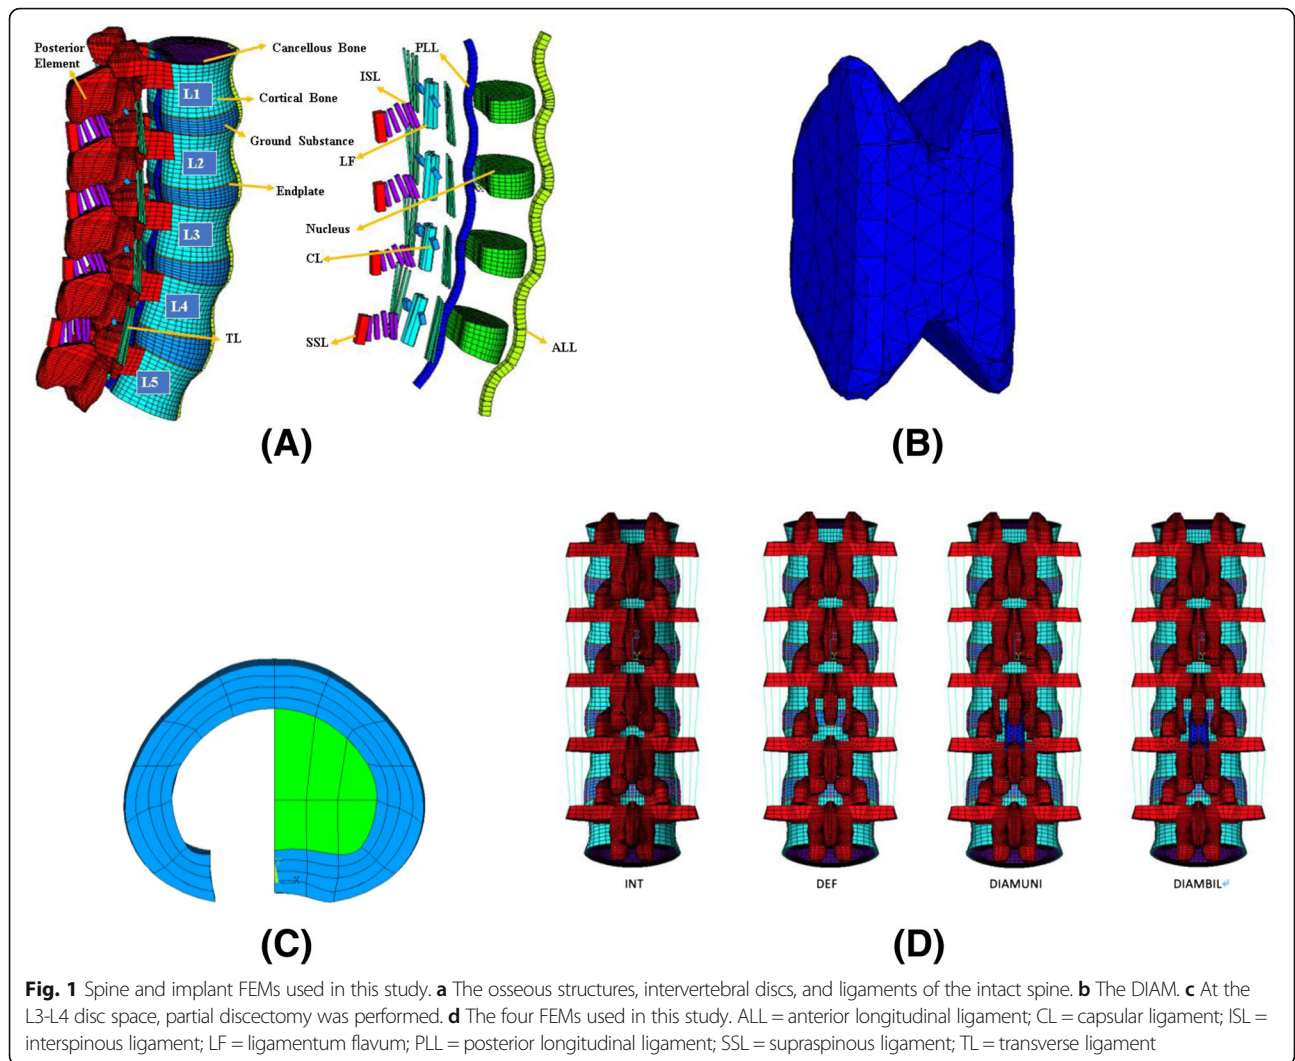 Posterior
Element
Cancellous Bone
PLL
ISL
L1
Cortical Bone
Ground Substance
LF
L2
Endplate
Nucleus
L3
CL
L4
TL
SSL
ALL
L5
(A)
(B)
X
(C)
INT
DEF
DIAMUNI
DIAMBIL↵
(D)
Fig. 1 Spine and implant FEMs used in this study. a The osseous structures, intervertebral discs, and ligaments of the intact spine. b The DIAM. c At the
L3-L4 disc space, partial discectomy was performed. d The four FEMs used in this study. ALL = anterior longitudinal ligament; CL = capsular ligament; ISL =
interspinous ligament; LF = ligamentum flavum; PLL = posterior longitudinal ligament; SSL = supraspinous ligament; TL = transverse ligament